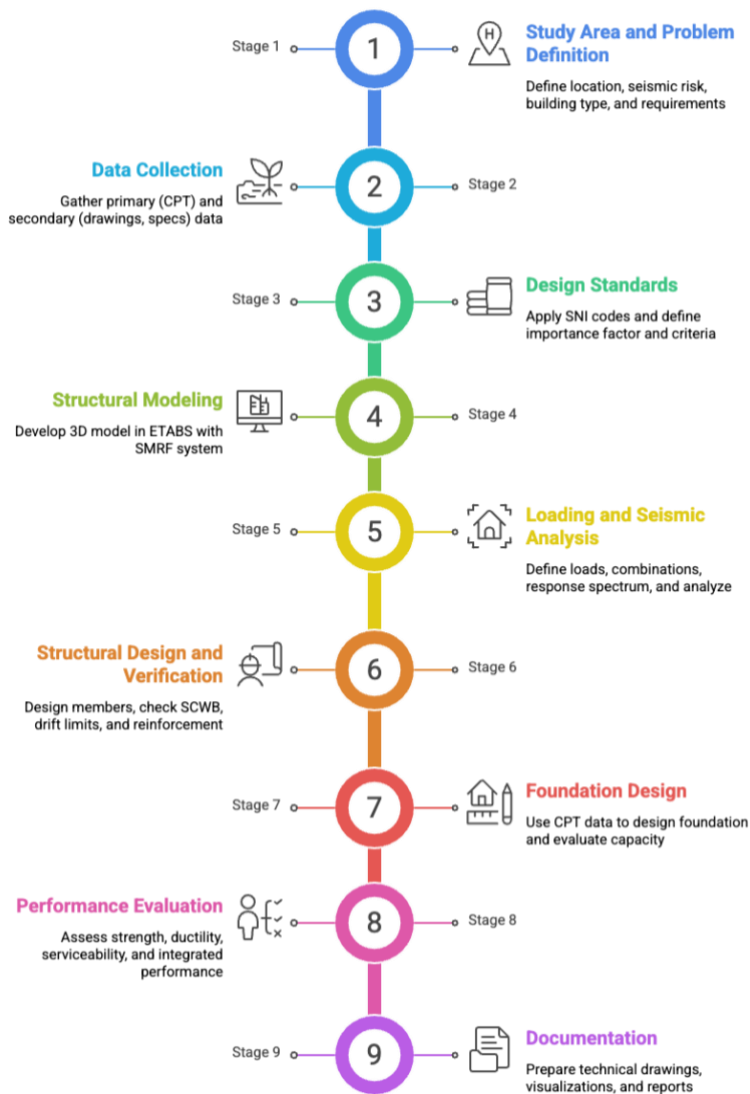 Stage 1
1
H
Study Area and Problem
Definition
Define location, seismic risk,
building type, and requirements
Data Collection
Gather primary (CPT) and
secondary (drawings, specs) data
2
Stage 2
Stage 3
3
Design Standards
Apply SNI codes and define
importance factor and criteria
Structural Modeling
Develop 3D model in ETABS with
SMRF system
4
Stage 4
Stage 5
5
Loading and Seismic
Analysis
Define loads, combinations,
response spectrum, and analyze
Structural Design and
Verification
Design members, check SCWB,
drift limits, and reinforcement
6
Stage 6
Stage 7
7
Foundation Design
Use CPT data to design foundation
and evaluate capacity
Performance Evaluation
Assess strength, ductility,
serviceability, and integrated
performance
8
Stage 8
Stage 9
9
Documentation
Prepare technical drawings,
visualizations, and reports